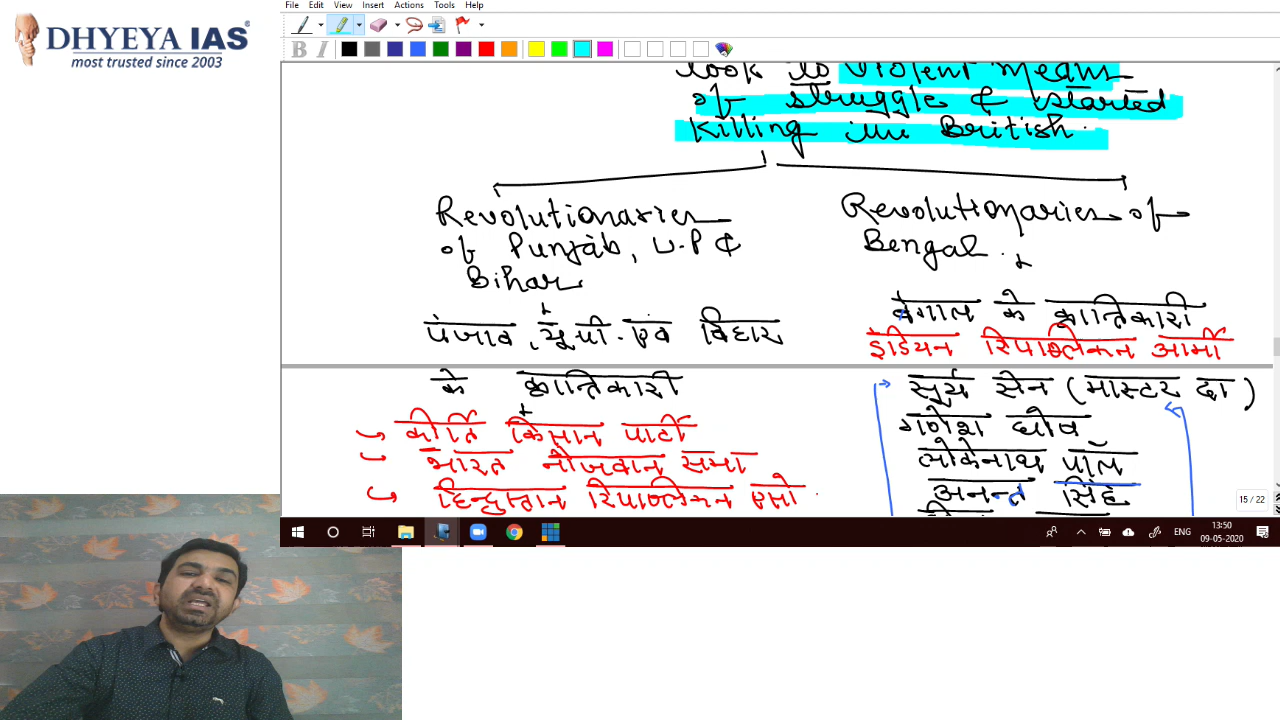 DHYEYA IAS®
most trusted since 2003
File Edit View Insert Actions Tools Help
B I
look to violent means
of struggle & started
killing the British.
Revolutionaries
of Punjab, U.P &
Bihar
पंजाब, यू.पी. एवं बिहार
के क्रान्तिकारी
कीर्ति किसान पार्टी
भारत नौजवान सभा
हिन्दुस्तान रिपब्लिकन एसो.
Revolutionaries of
Bengal.
बंगाल के क्रान्तिकारी
इंडियन रिपब्लिकन आर्मी
सूर्य सेन (मास्टर दा)
गणेश घोष
लोकेनाथ पॉल
अनन्त सिंह
15 / 22
ENG
13:50
09-05-2020